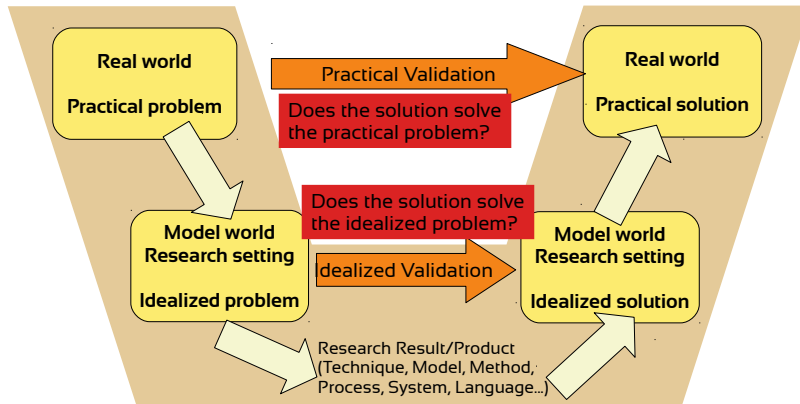 Real world
Practical problem
Practical Validation
Does the solution solve
the practical problem?
Real world
Practical solution
Does the solution solve
the idealized problem?
Model world
Research setting
Idealized problem
Idealized Validation
Model world
Research setting
Idealized solution
Research Result/Product
(Technique, Model, Method,
Process, System, Language...)